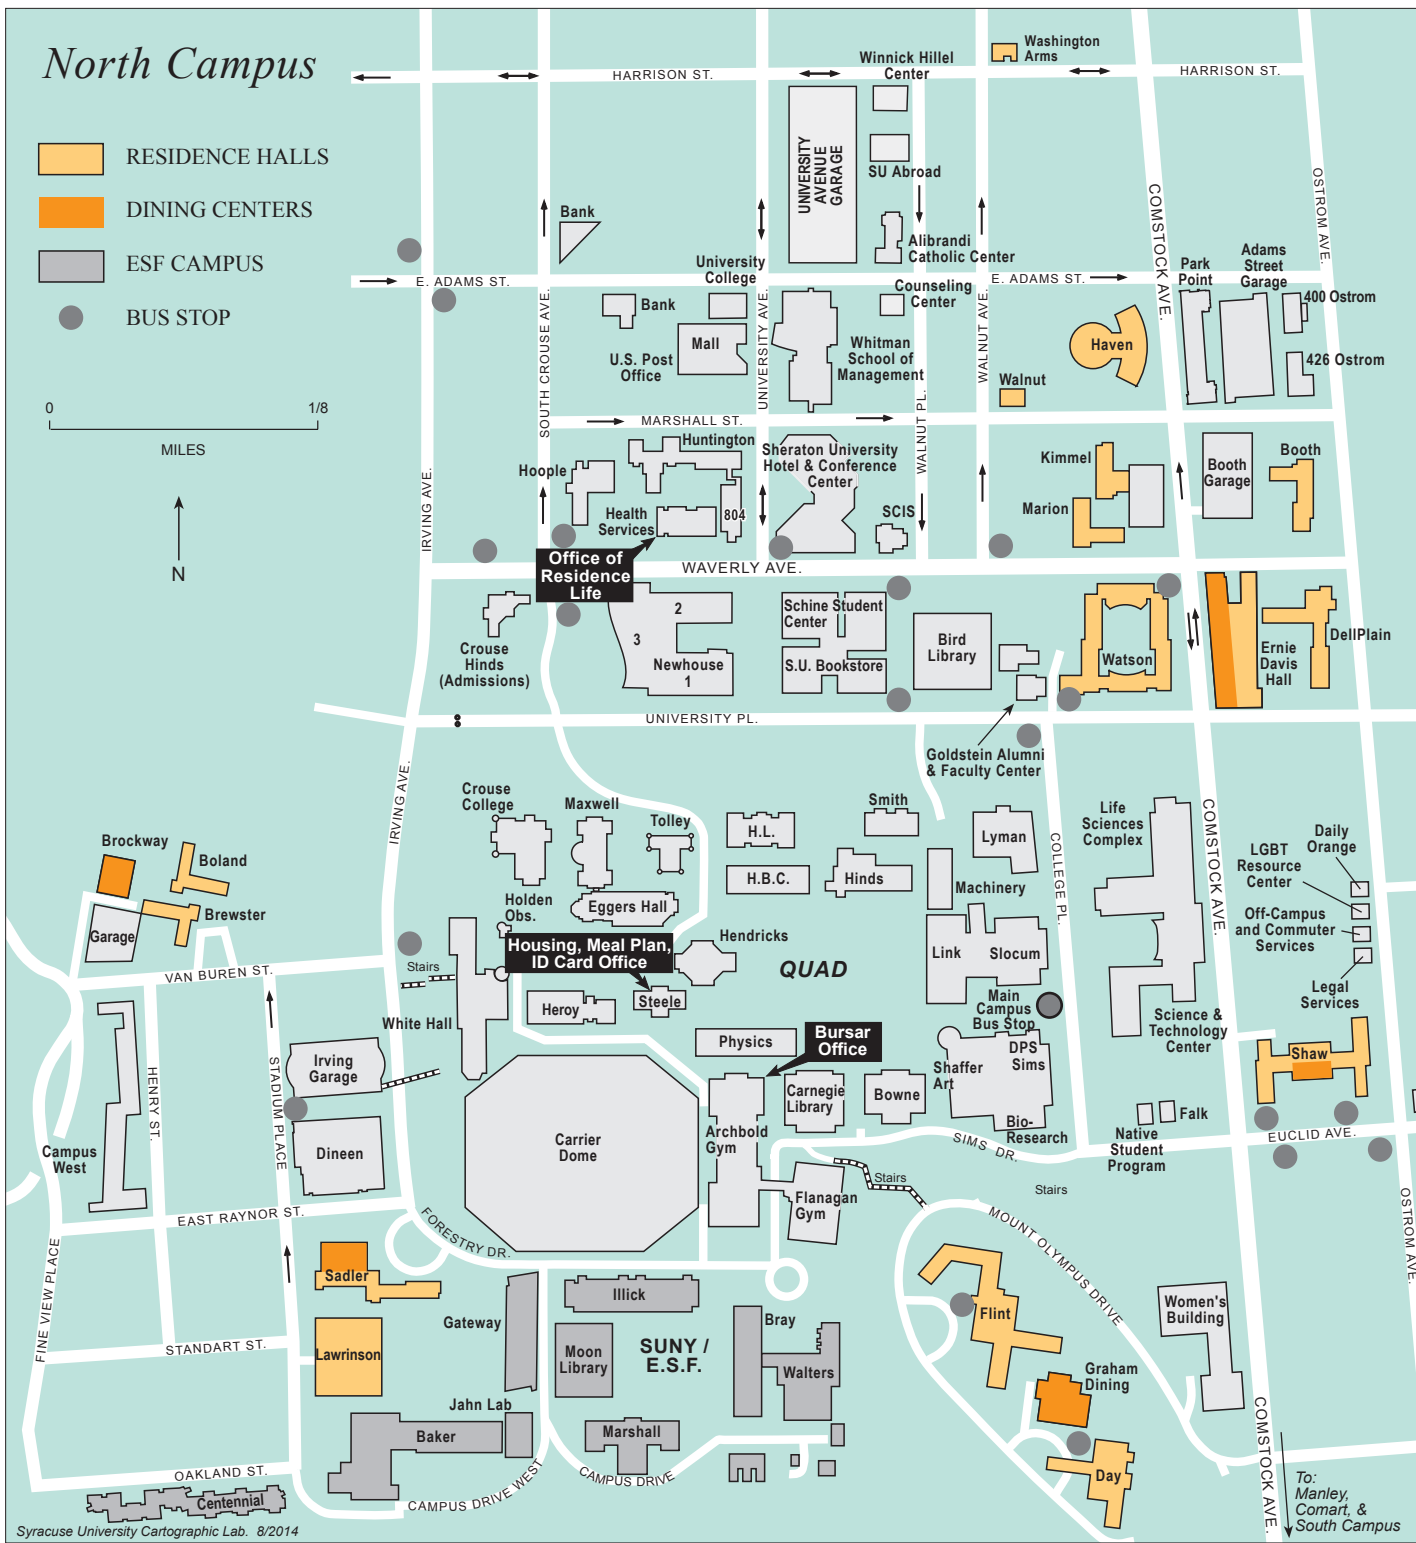 North Campus
RESIDENCE HALLS
DINING CENTERS
ESF CAMPUS
BUS STOP
0
1/8
MILES
N
Washington
Arms
Winnick Hillel
Center
HARRISON ST.
HARRISON ST.
UNIVERSITY
AVENUE
GARAGE
SU Abroad
COMSTOCK AVE.
OSTROM AVE.
Bank
Alibrandi
Catholic Center
University
College
E. ADAMS ST.
E. ADAMS ST.
Park
Point
Adams
Street
Garage
Counseling
Center
400 Ostrom
Bank
Mall
U.S. Post
Office
Whitman
School of
Management
Haven
426 Ostrom
Walnut
SOUTH CROUSE AVE.
UNIVERSITY AVE.
WALNUT PL.
WALNUT AVE.
MARSHALL ST.
Huntington
Hoople
Sheraton University
Hotel & Conference
Center
Kimmel
Booth
Garage
Booth
IRVING AVE.
Health
Services
804
SCIS
Marion
Office of
Residence
Life
WAVERLY AVE.
2
3
Newhouse
1
Schine Student
Center
S.U. Bookstore
Bird
Library
Crouse
Hinds
(Admissions)
Watson
Ernie
Davis
Hall
DellPlain
UNIVERSITY PL.
Goldstein Alumni
& Faculty Center
IRVING AVE.
Crouse
College
Maxwell
Tolley
H.L.
Smith
Lyman
Life
Sciences
Complex
COMSTOCK AVE.
Daily
Orange
LGBT
Resource
Center
Brockway
Boland
Brewster
Garage
H.B.C.
Hinds
Machinery
COLLEGE PL.
Off-Campus
and Commuter
Services
Holden
Obs.
Eggers Hall
Hendricks
Housing, Meal Plan,
ID Card Office
QUAD
Link
Slocum
VAN BUREN ST.
Stairs
Legal
Services
White Hall
Heroy
Steele
Main
Campus
Bus Stop
Science &
Technology
Center
Physics
Bursar
Office
DPS
Sims
Shaffer
Art
Shaw
Irving
Garage
Carnegie
Library
Bowne
HENRY ST.
STADIUM PLACE
Carrier
Dome
Archbold
Gym
Bio-
Research
Falk
Native
Student
Program
EUCLID AVE.
Campus
West
Dineen
SIMS DR.
Stairs
Stairs
Flanagan
Gym
EAST RAYNOR ST.
FORESTRY DR.
MOUNT OLYMPUS DRIVE
OSTROM AVE.
FINE VIEW PLACE
Sadler
Illick
Gateway
Bray
Flint
Women's
Building
STANDART ST.
Lawrinson
Moon
Library
SUNY /
E.S.F.
Walters
Graham
Dining
Jahn Lab
Baker
Marshall
COMSTOCK AVE.
OAKLAND ST.
CAMPUS DRIVE WEST
CAMPUS DRIVE
Day
Centennial
To:
Manley,
Comart, &
South Campus
Syracuse University Cartographic Lab. 8/2014